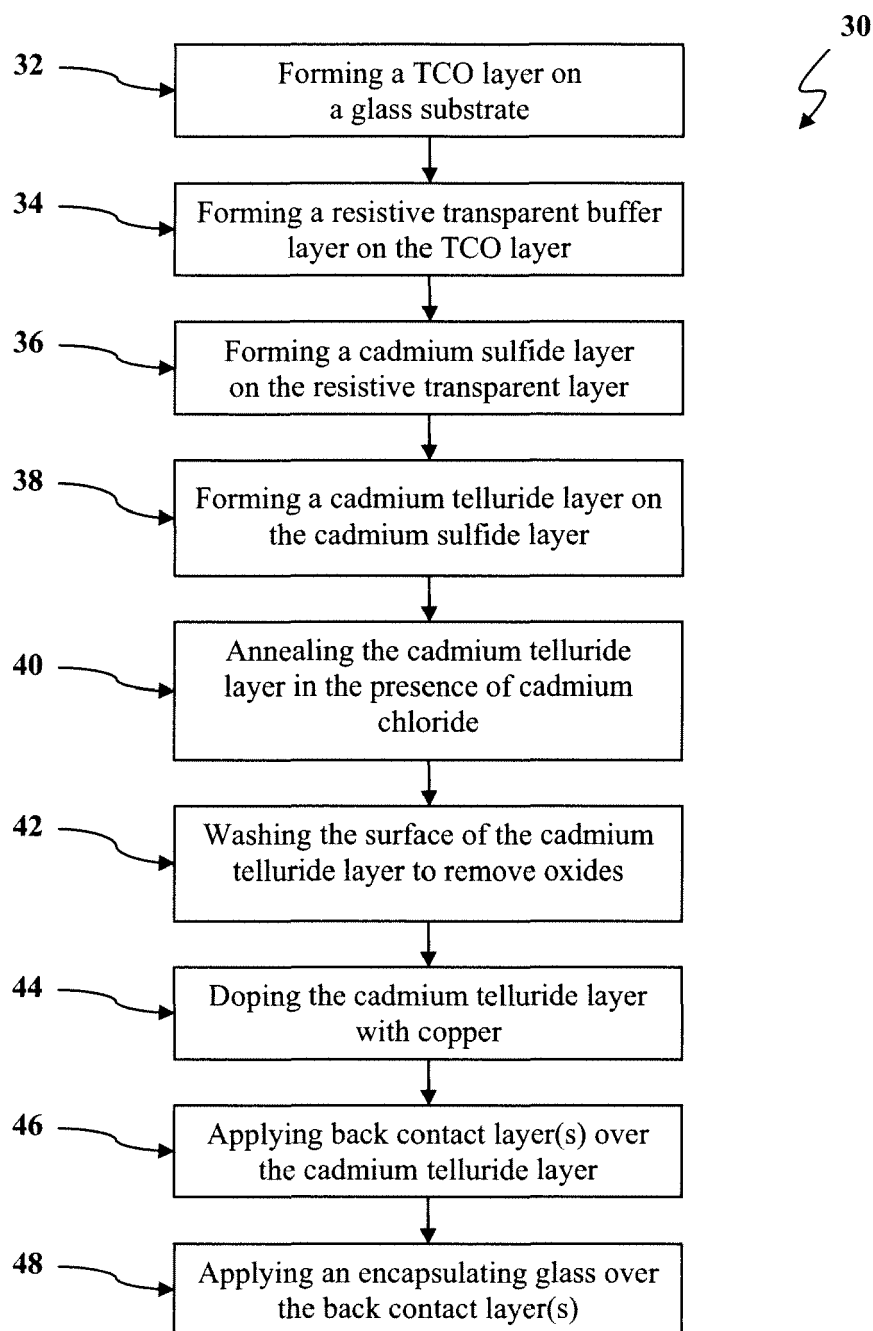 30
32
Forming a TCO layer on
a glass substrate
34
Forming a resistive transparent buffer
layer on the TCO layer
36
Forming a cadmium sulfide layer
on the resistive transparent layer
38
Forming a cadmium telluride layer on
the cadmium sulfide layer
40
Annealing the cadmium telluride
layer in the presence of cadmium
chloride
42
Washing the surface of the cadmium
telluride layer to remove oxides
44
Doping the cadmium telluride layer
with copper
46
Applying back contact layer(s) over
the cadmium telluride layer
48
Applying an encapsulating glass over
the back contact layer(s)